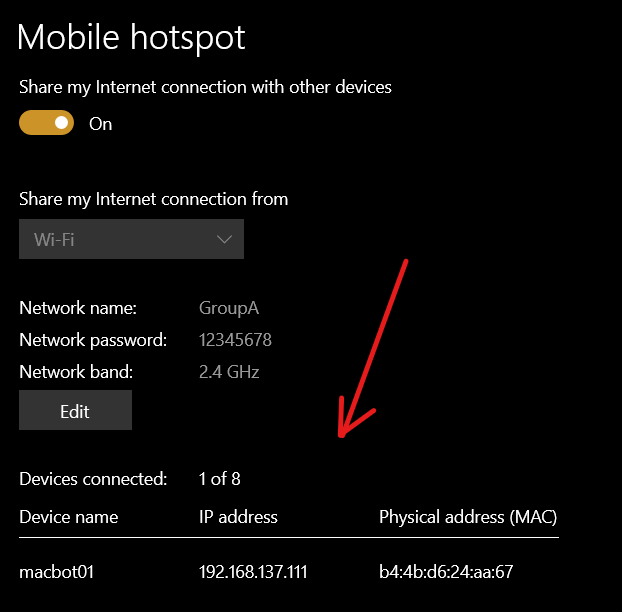 Mobile hotspot
Share my Internet connection with other devices
On
Share my Internet connection from
Wi-Fi
Network name: GroupA
Network password: 12345678
Network band: 2.4 GHz
Edit
Devices connected: 1 of 8
Device name IP address Physical address (MAC)
macbot01 192.168.137.111 b4:4b:d6:24:aa:67